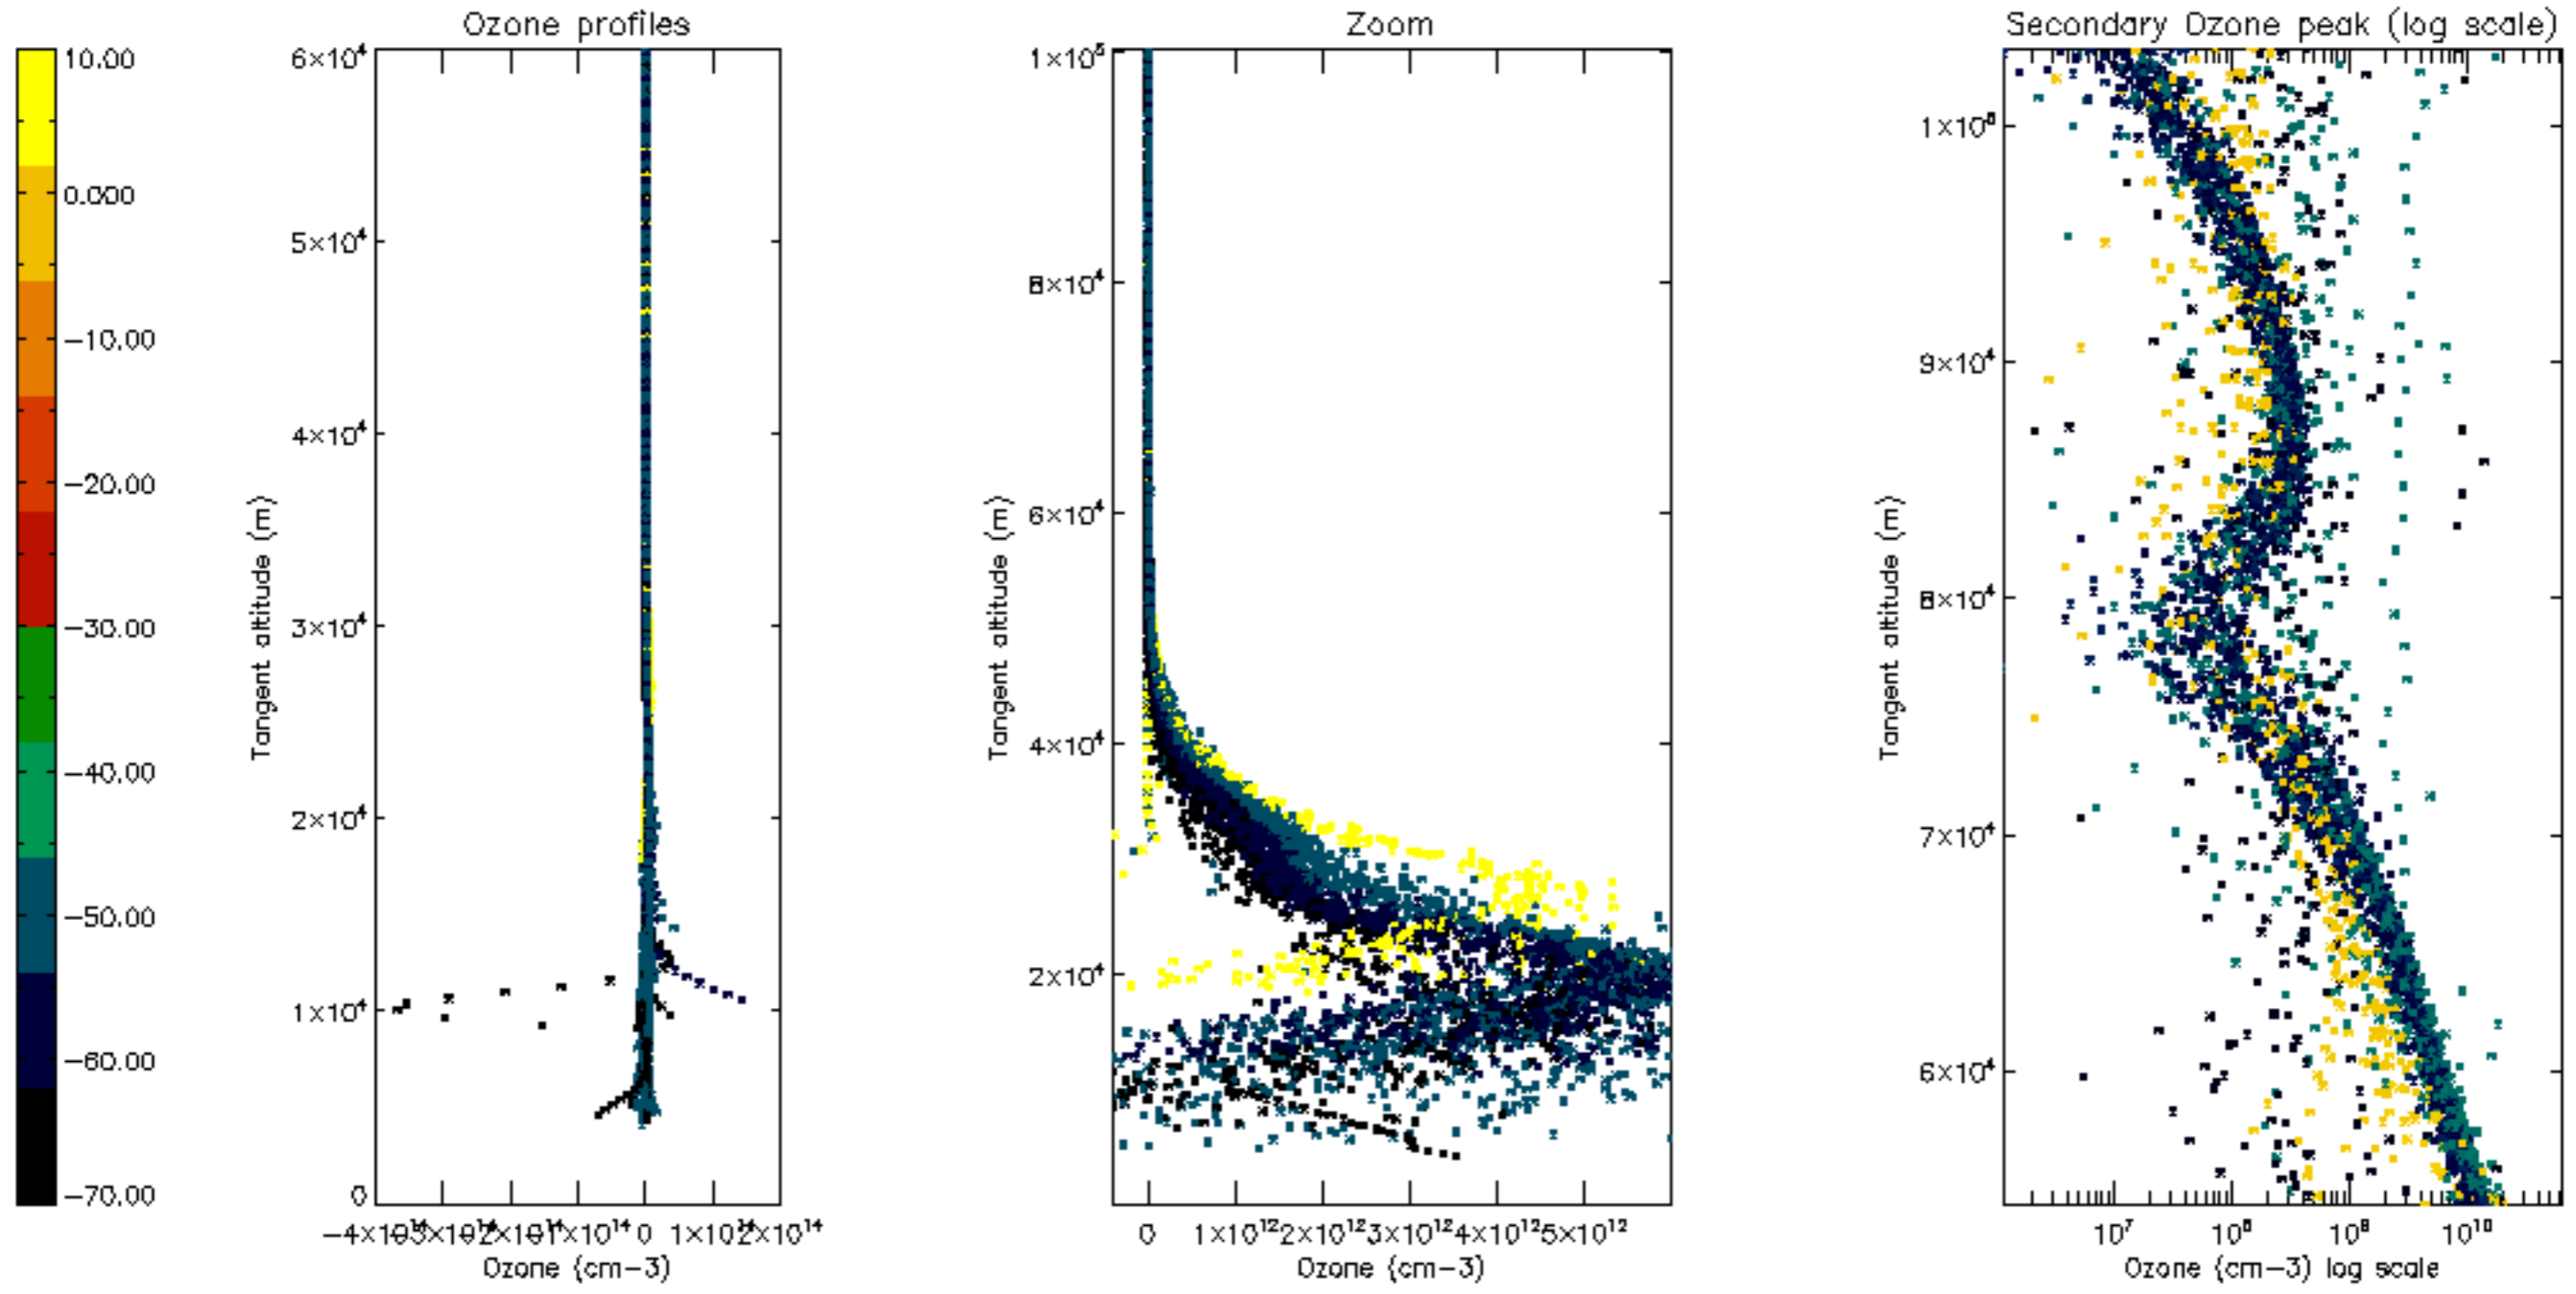 Ozone profiles
Zoom
Secondary Ozone peak (log scale)
10.00
0.00
−10.00
−20.00
−30.00
−40.00
−50.00
−60.00
−70.00
6×10⁴
5×10⁴
4×10⁴
3×10⁴
2×10⁴
1×10⁴
0
Tangent altitude (m)
0
Ozone (cm−3)
1×10⁵
8×10⁴
6×10⁴
4×10⁴
2×10⁴
Tangent altitude (m)
0 1×10¹² 2×10¹² 3×10¹² 4×10¹² 5×10¹²
Ozone (cm−3)
1×10⁵
9×10⁴
8×10⁴
7×10⁴
6×10⁴
Tangent altitude (m)
10⁷ 10⁸ 10⁹ 10¹⁰
Ozone (cm−3) log scale